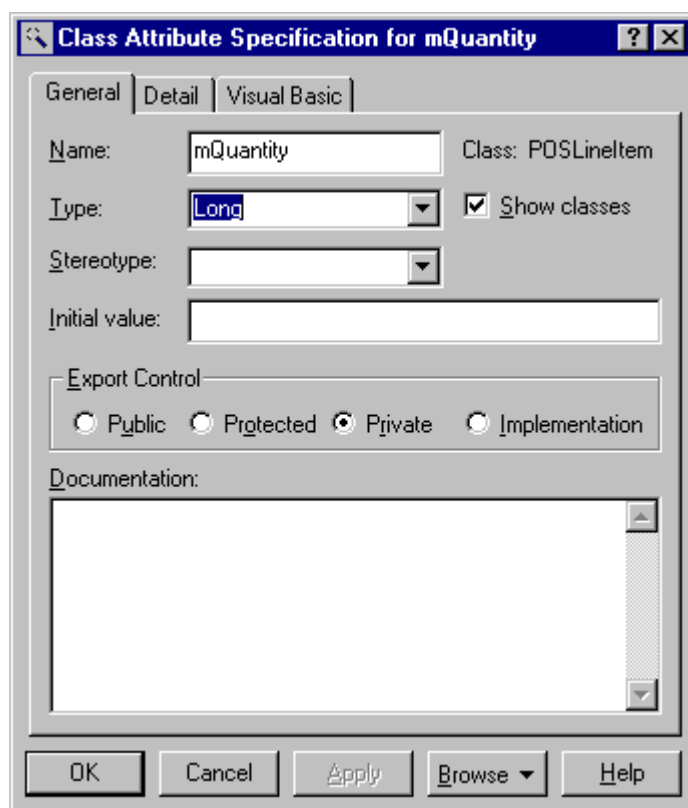 Class Attribute Specification for mQuantity
General Detail Visual Basic
Name: mQuantity Class: POSLineItem
Type: Long Show classes
Stereotype:
Initial value:
Export Control
Public Protected Private Implementation
Documentation:
OK Cancel Apply Browse Help